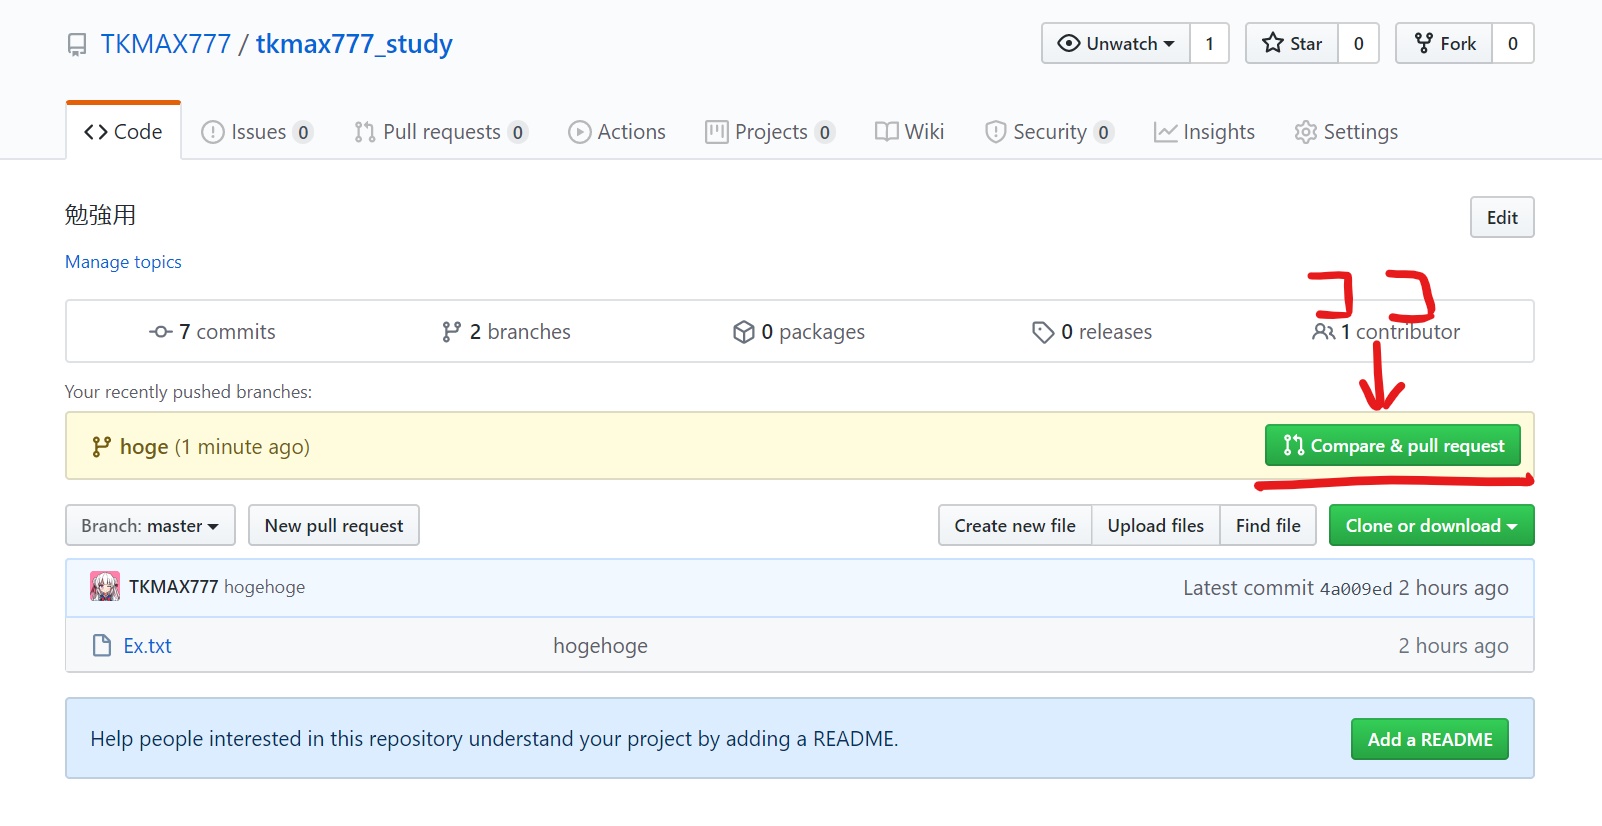 TKMAX777 / tkmax777_study
Unwatch 1 Star 0 Fork 0
Code Issues 0 Pull requests 0 Actions Projects 0 Wiki Security 0 Insights Settings
勉強用 Edit
Manage topics
ココ
7 commits 2 branches 0 packages 0 releases 1 contributor
Your recently pushed branches:
hoge (1 minute ago) Compare & pull request
Branch: master New pull request Create new file Upload files Find file Clone or download
TKMAX777 hogehoge Latest commit 4a009ed 2 hours ago
Ex.txt hogehoge 2 hours ago
Help people interested in this repository understand your project by adding a README. Add a README